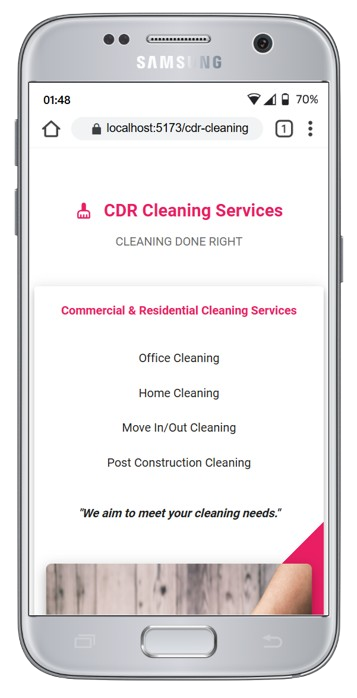 SAMSUNG
01:48 70%
localhost:5173/cdr-cleaning 1
CDR Cleaning Services
CLEANING DONE RIGHT
Commercial & Residential Cleaning Services
Office Cleaning
Home Cleaning
Move In/Out Cleaning
Post Construction Cleaning
"We aim to meet your cleaning needs."